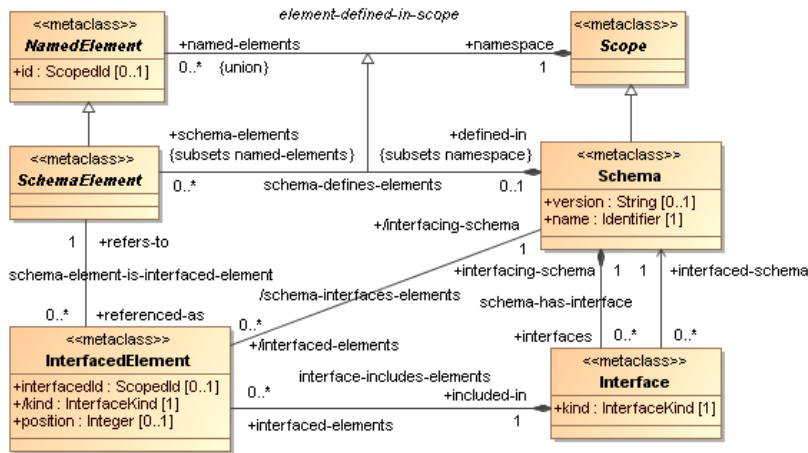 element-defined-in-scope
<<metaclass>>
NamedElement
+id : ScopedId [0..1]
+named-elements
0..*
{union}
+namespace
1
<<metaclass>>
Scope
+schema-elements
{subsets named-elements}
0..*
schema-defines-elements
+defined-in
{subsets namespace}
0..1
<<metaclass>>
SchemaElement
<<metaclass>>
Schema
+version : String [0..1]
+name : Identifier [1]
1
+refers-to
schema-element-is-interfaced-element
0..*
+referenced-as
+/interfacing-schema
1
/schema-interfaces-elements
0..*
+/interfaced-elements
+interfacing-schema
1
schema-has-interface
+interfaces
0..*
1
+interfaced-schema
0..*
<<metaclass>>
InterfacedElement
+interfacedId : ScopedId [0..1]
+/kind : InterfaceKind [1]
+position : Integer [0..1]
0..*
interface-includes-elements
+included-in
1
+interfaced-elements
<<metaclass>>
Interface
+kind : InterfaceKind [1]